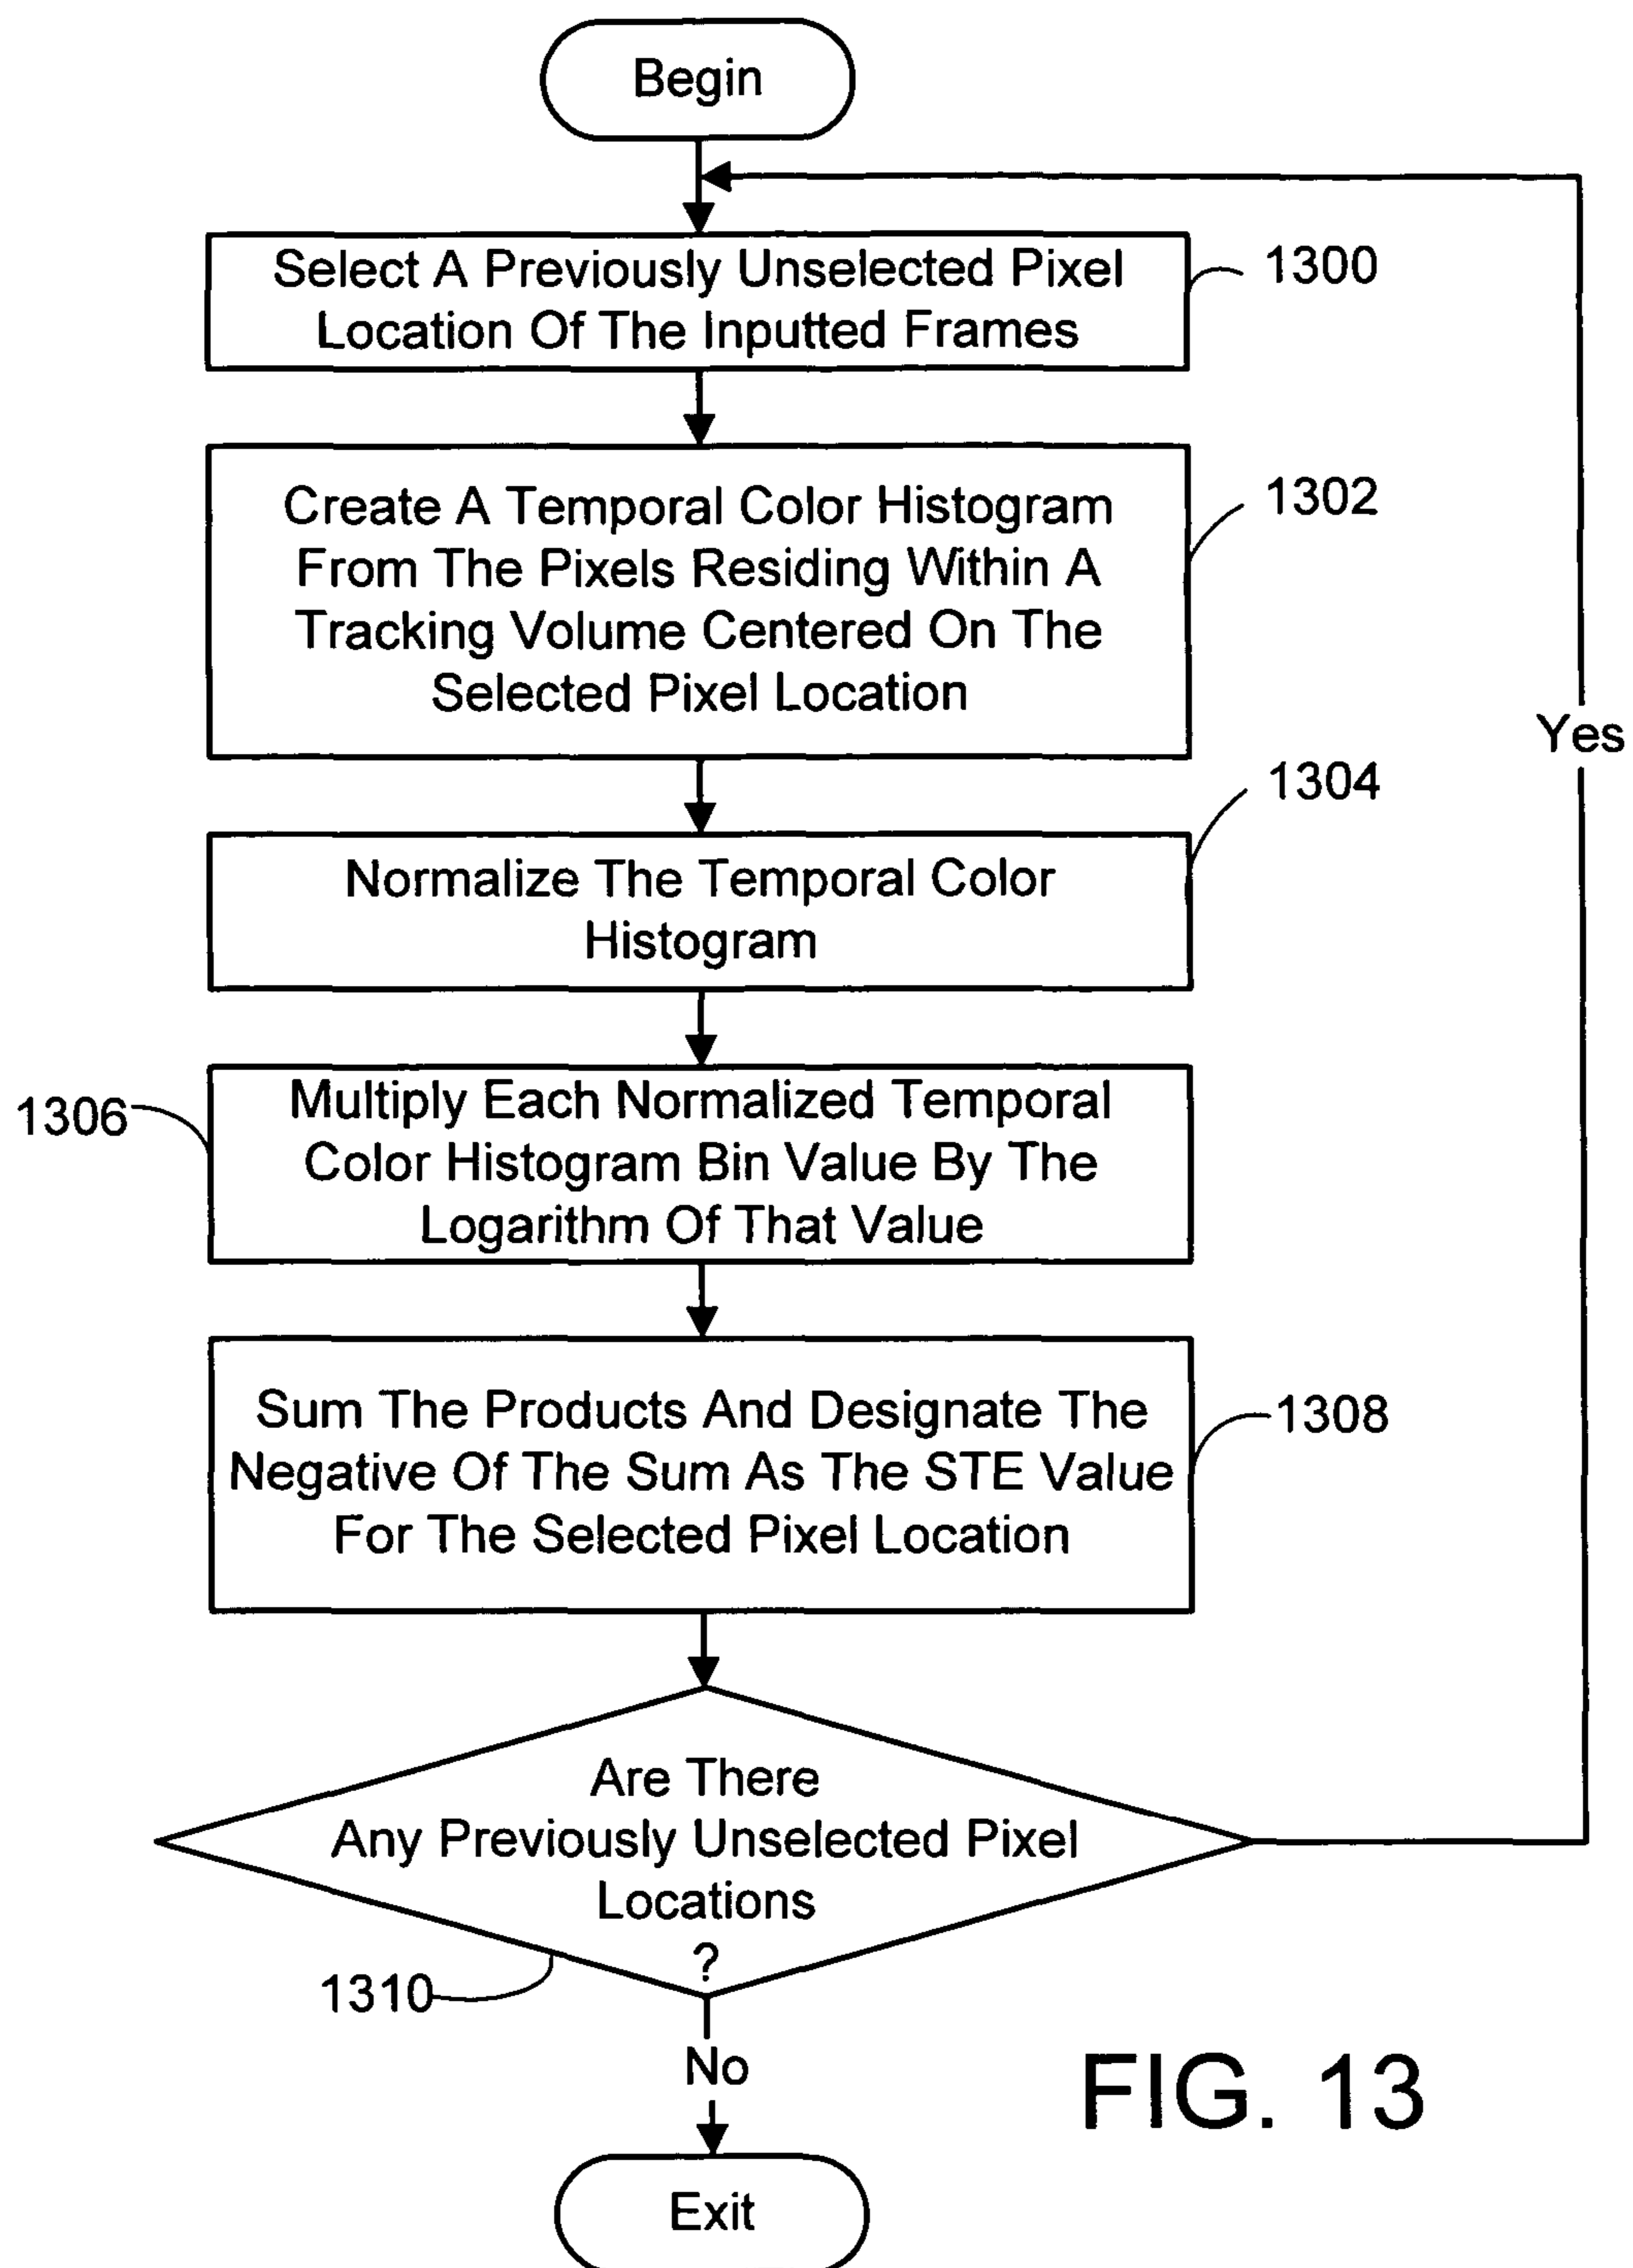 Begin
Select A Previously Unselected Pixel
Location Of The Inputted Frames
1300
Create A Temporal Color Histogram
From The Pixels Residing Within A
Tracking Volume Centered On The
Selected Pixel Location
1302
Yes
Normalize The Temporal Color
Histogram
1304
Multiply Each Normalized Temporal
Color Histogram Bin Value By The
Logarithm Of That Value
1306
Sum The Products And Designate The
Negative Of The Sum As The STE Value
For The Selected Pixel Location
1308
Are There
Any Previously Unselected Pixel
Locations
?
1310
No
Exit
FIG. 13